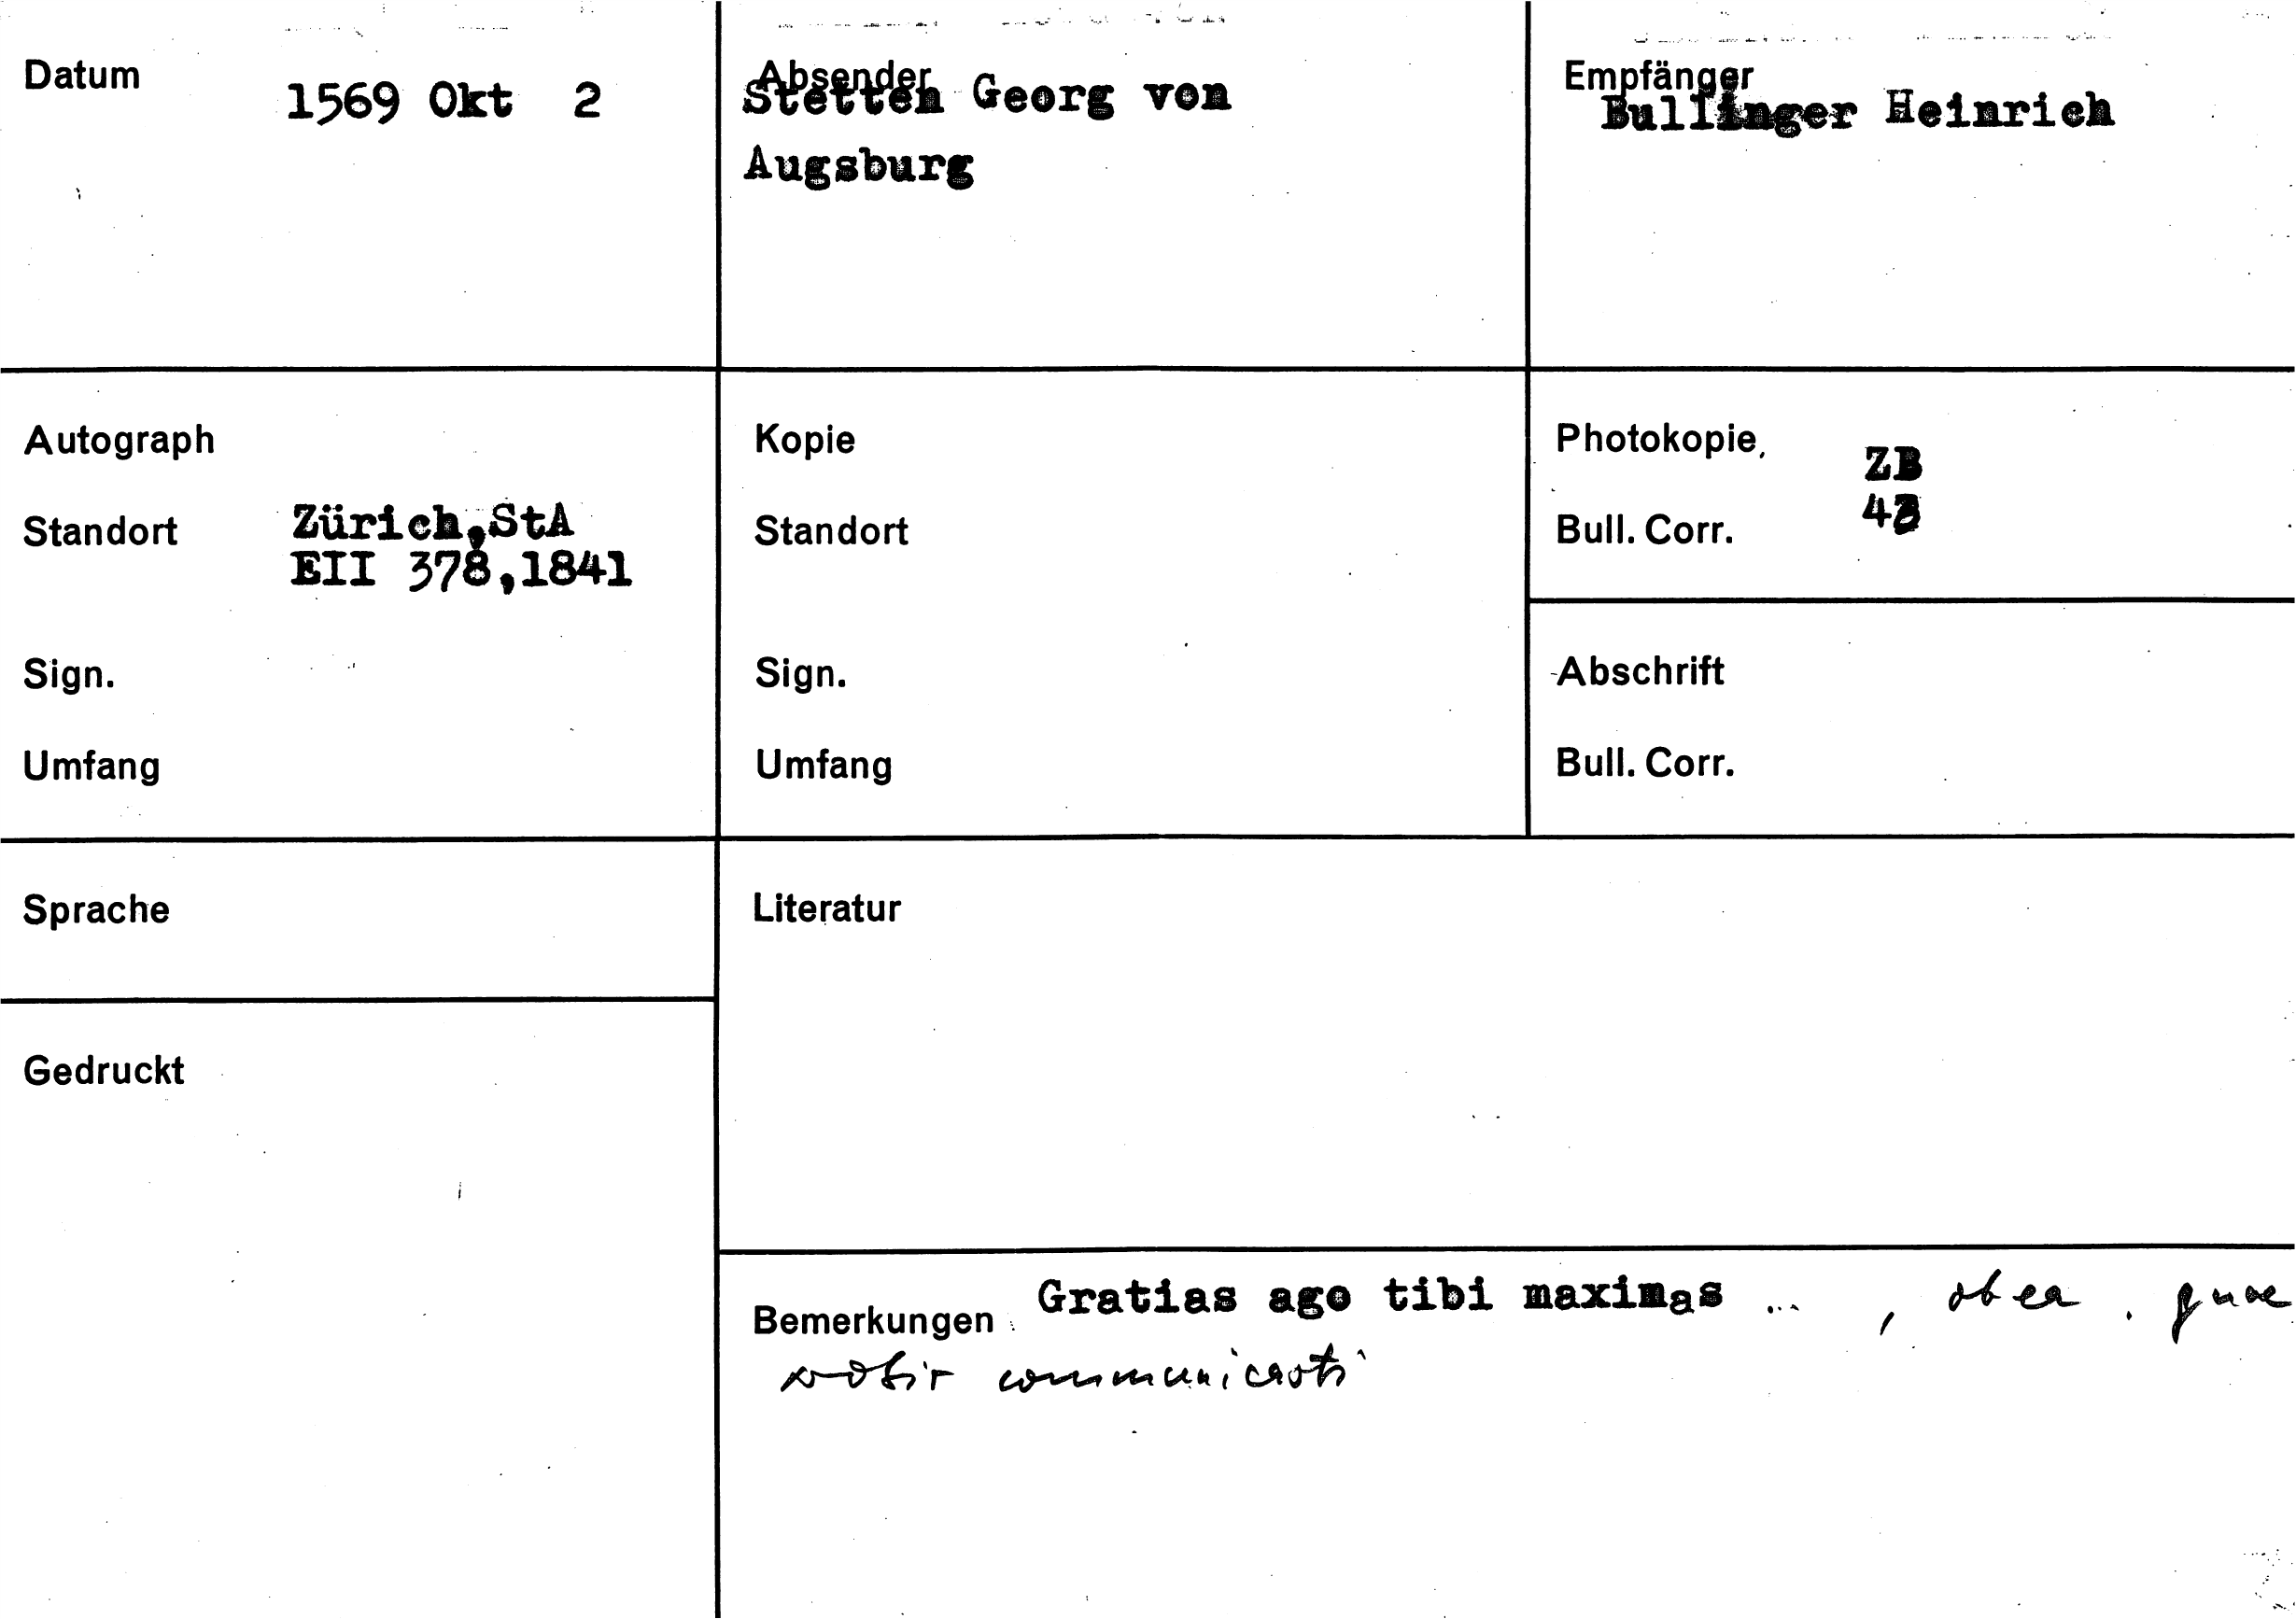 Datum 1569 Okt 2
Absender Stetten Georg von
Augsburg
Empfänger Bullinger Heinrich
Autograph
Standort Zürich,StA
EII 378,1841
Sign.
Umfang
Kopie
Standort
Sign.
Umfang
Photokopie ZB
Bull. Corr.
Abschrift
Bull. Corr.
Sprache
Literatur
Gedruckt
Bemerkungen Gratias ago tibi maximas ... , ob ea . quae
nobis communicasti